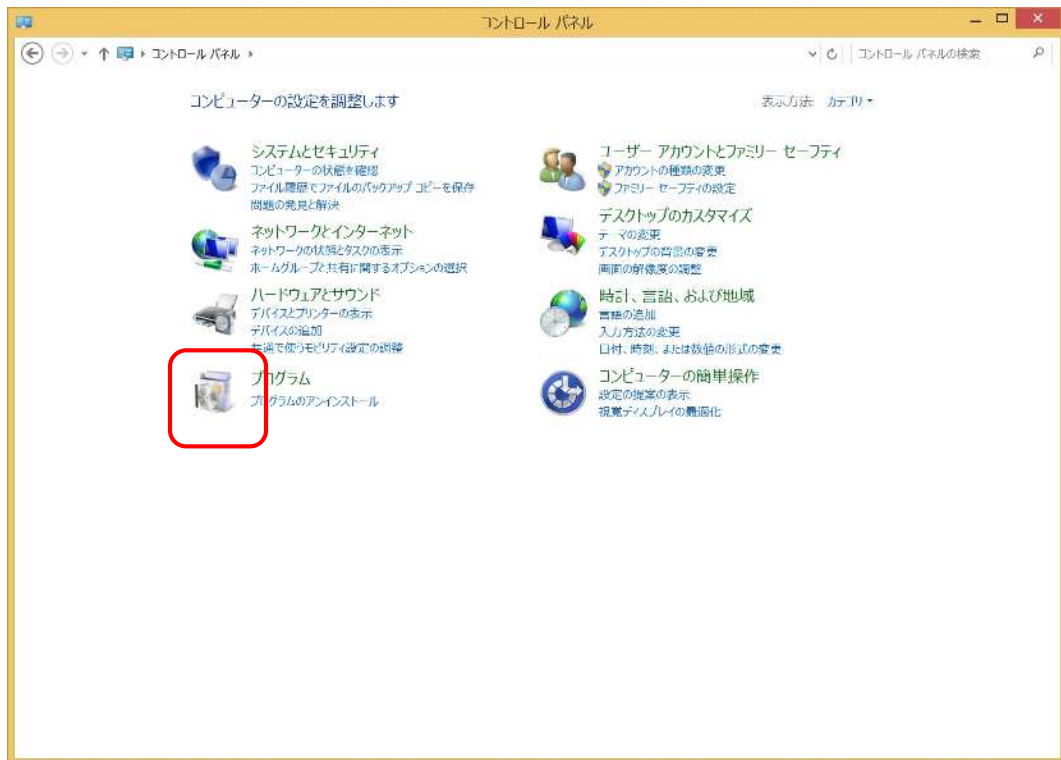 コントロール パネル
コントロール パネル
コントロール パネルの検索
コンピューターの設定を調整します
表示方法: カテゴリ
システムとセキュリティ
コンピューターの状態を確認
ファイル履歴でファイルのバックアップ コピーを保存
問題の発見と解決
ネットワークとインターネット
ネットワークの状態とタスクの表示
ホームグループと共有に関するオプションの選択
ハードウェアとサウンド
デバイスとプリンターの表示
デバイスの追加
共通で使うモビリティ設定の調整
プログラム
プログラムのアンインストール
ユーザー アカウントとファミリー セーフティ
アカウントの種類の変更
ファミリー セーフティの設定
デスクトップのカスタマイズ
テーマの変更
デスクトップの背景の変更
画面の解像度の調整
時計、言語、および地域
言語の追加
入力方法の変更
日付、時刻、または数値の形式の変更
コンピューターの簡単操作
設定の提案の表示
視覚ディスプレイの最適化